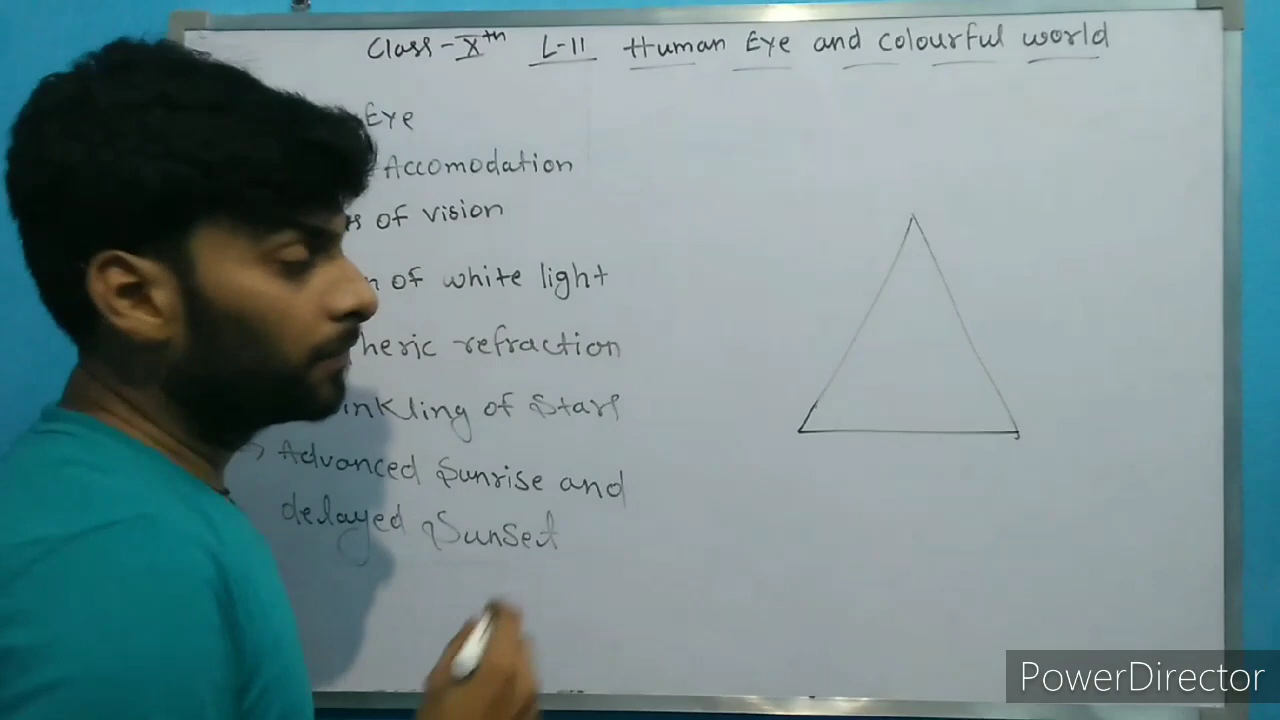 Class-Xth L-11 Human Eye and colourful world
Eye
Accomodation
of vision
of white light
heric refraction
inkling of Stars
Advanced Sunrise and
delayed Sunset
PowerDirector